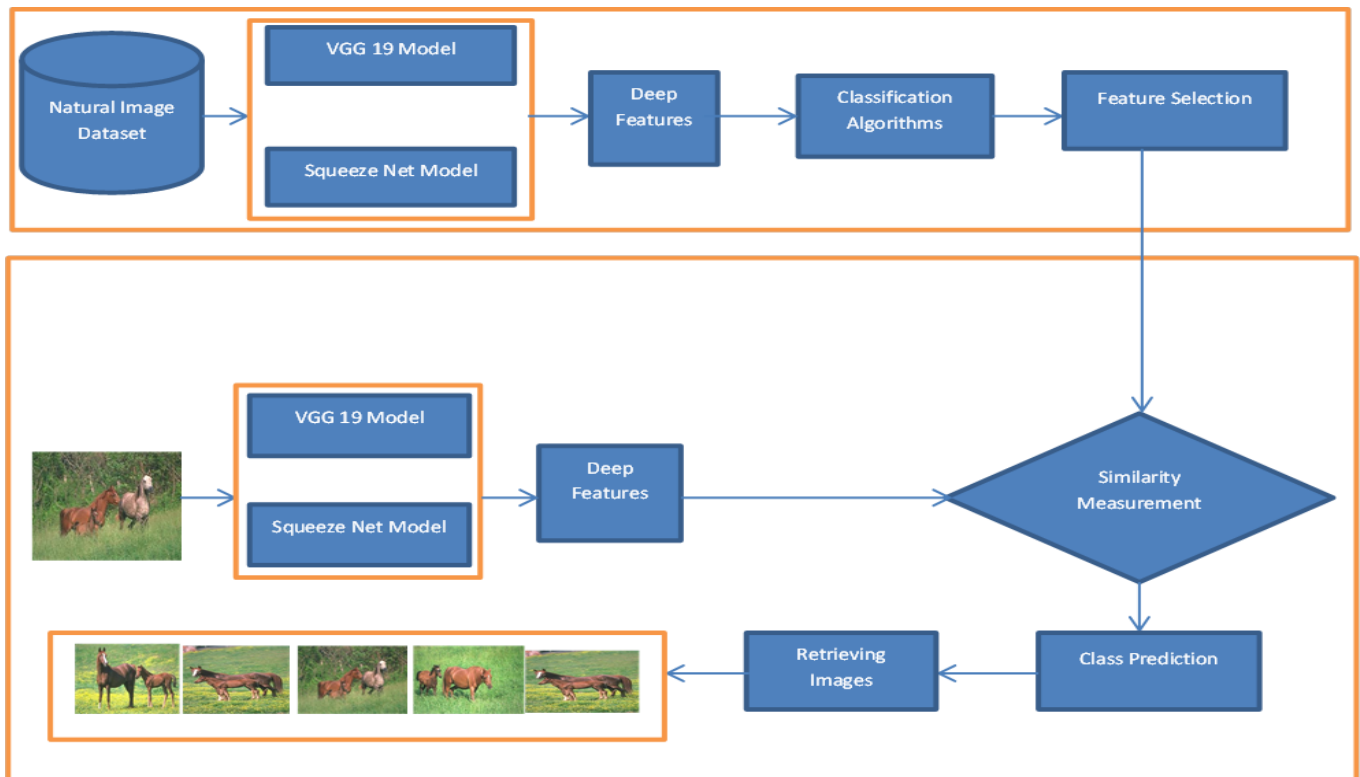 Natural Image
Dataset
VGG 19 Model
Squeeze Net Model
Deep
Features
Classification
Algorithms
Feature Selection
VGG 19 Model
Squeeze Net Model
Deep
Features
Similarity
Measurement
Retrieving
Images
Class Prediction